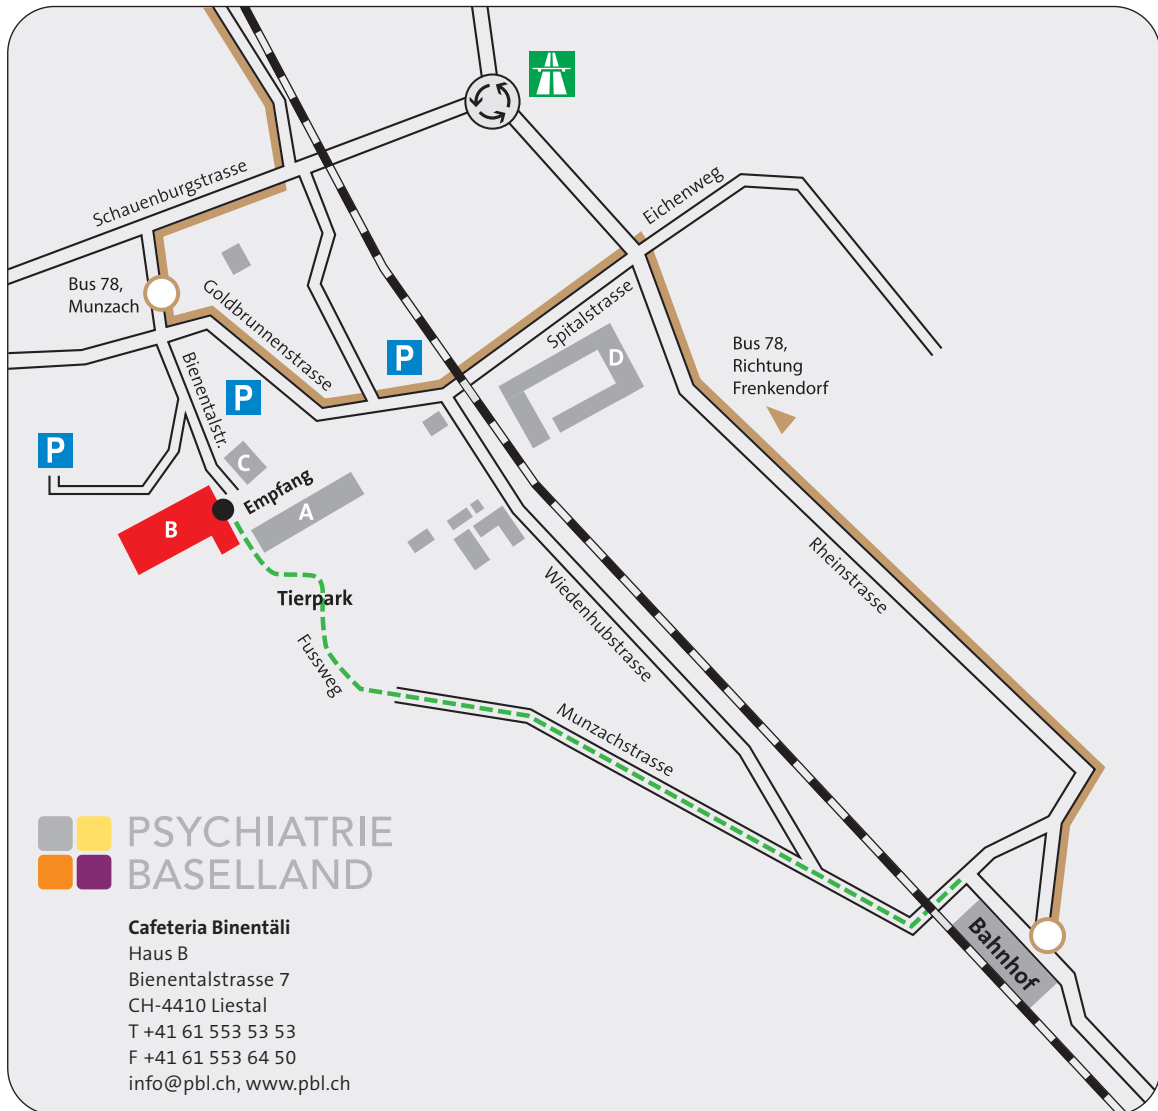 Schauenburgstrasse
Eichenweg
Bus 78,
Munzach
Goldbrunnenstrasse
Spitalstrasse
P
D
Bus 78,
Richtung
Frenkendorf
Bienentalstr.
P
P
C
Empfang
A
B
Tierpark
Fussweg
Wiedenhubstrasse
Rheinstrasse
Munzachstrasse
Bahnhof
PSYCHIATRIE
BASELLAND
Cafeteria Binentäli
Haus B
Bienentalstrasse 7
CH-4410 Liestal
T +41 61 553 53 53
F +41 61 553 64 50
info@pbl.ch, www.pbl.ch